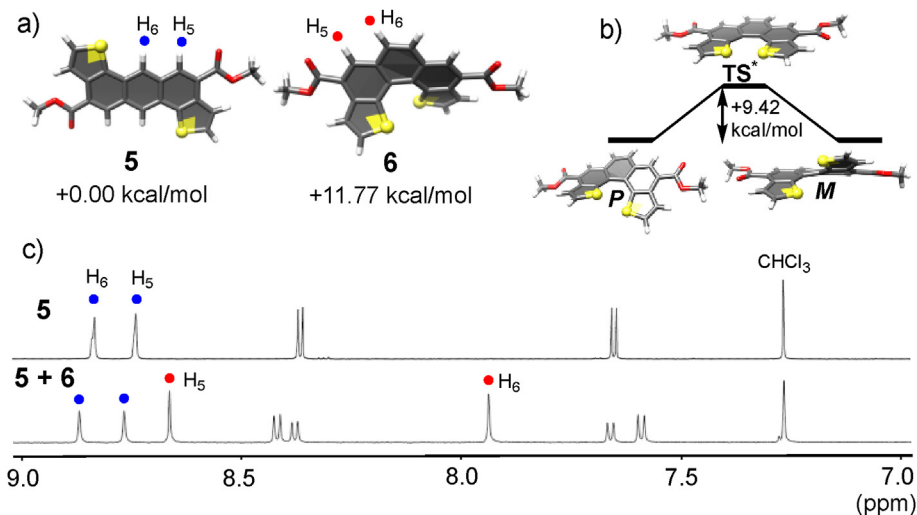 a)
H6 H5
5
+0.00 kcal/mol
H5 H6
6
+11.77 kcal/mol
b)
TS*
+9.42
kcal/mol
P
M
c)
5
H6 H5
CHCl3
5 + 6
H5
H6
9.0 8.5 8.0 7.5 7.0
(ppm)